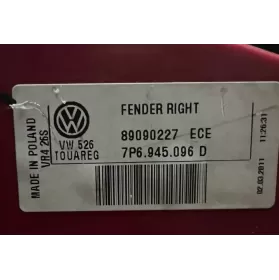 MADE IN POLAND
VR4 26S
VW 526
TOUAREG
FENDER RIGHT
89090227 ECE
7P6.945.096 D
11:26:31
02.03.2011